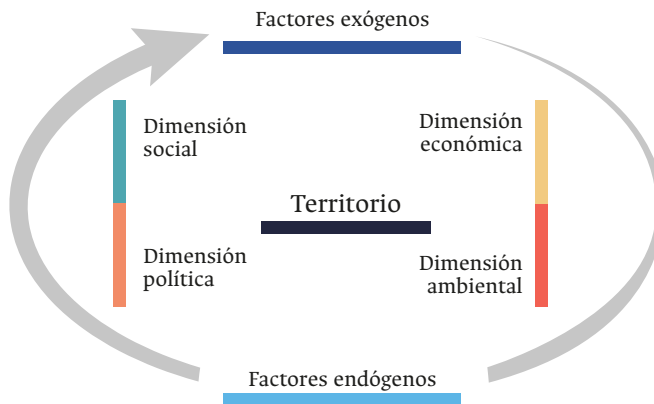 Factores exógenos
Dimensión
social
Dimensión
económica
Territorio
Dimensión
política
Dimensión
ambiental
Factores endógenos